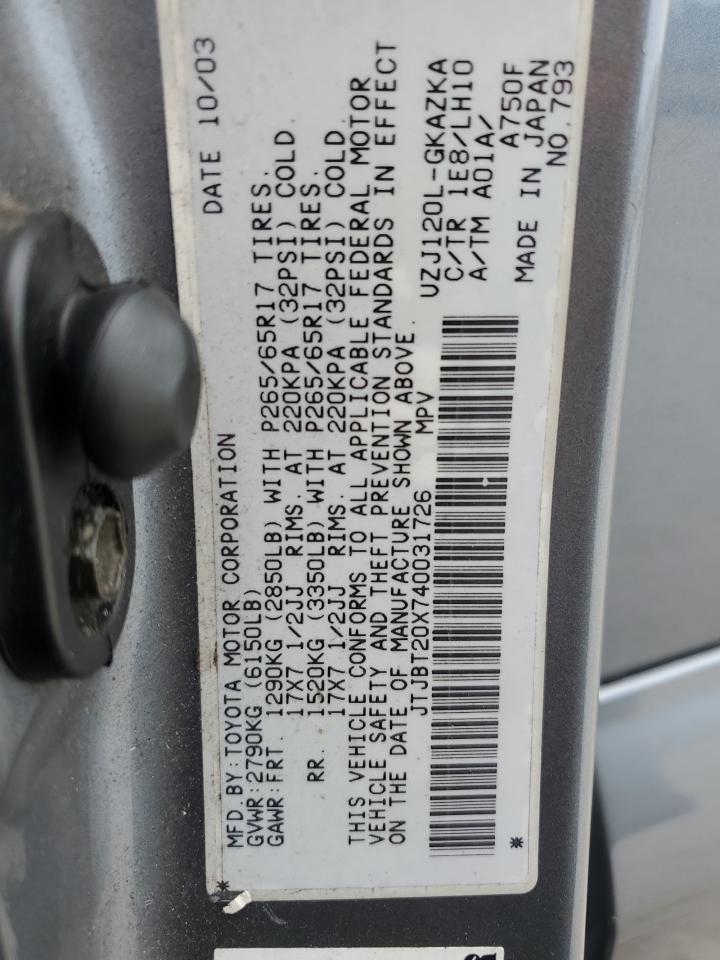 MFD.BY:TOYOTA MOTOR CORPORATION DATE 10/03
GVWR:2790KG (6150LB)
GAWR:FRT. 1290KG (2850LB) WITH P265/65R17 TIRES.
17X7 1/2JJ RIMS. AT 220KPA (32PSI) COLD.
RR. 1520KG (3350LB) WITH P265/65R17 TIRES.
17X7 1/2JJ RIMS. AT 220KPA (32PSI) COLD.
THIS VEHICLE CONFORMS TO ALL APPLICABLE FEDERAL MOTOR
VEHICLE SAFETY AND THEFT PREVENTION STANDARDS IN EFFECT
ON THE DATE OF MANUFACTURE SHOWN ABOVE.
JTJBT20X740031726 MPV
UZJ120L-GKAZKA
C/TR 1E8/LH10
A/TM A01A/ A750F
MADE IN JAPAN
NO.793
* *